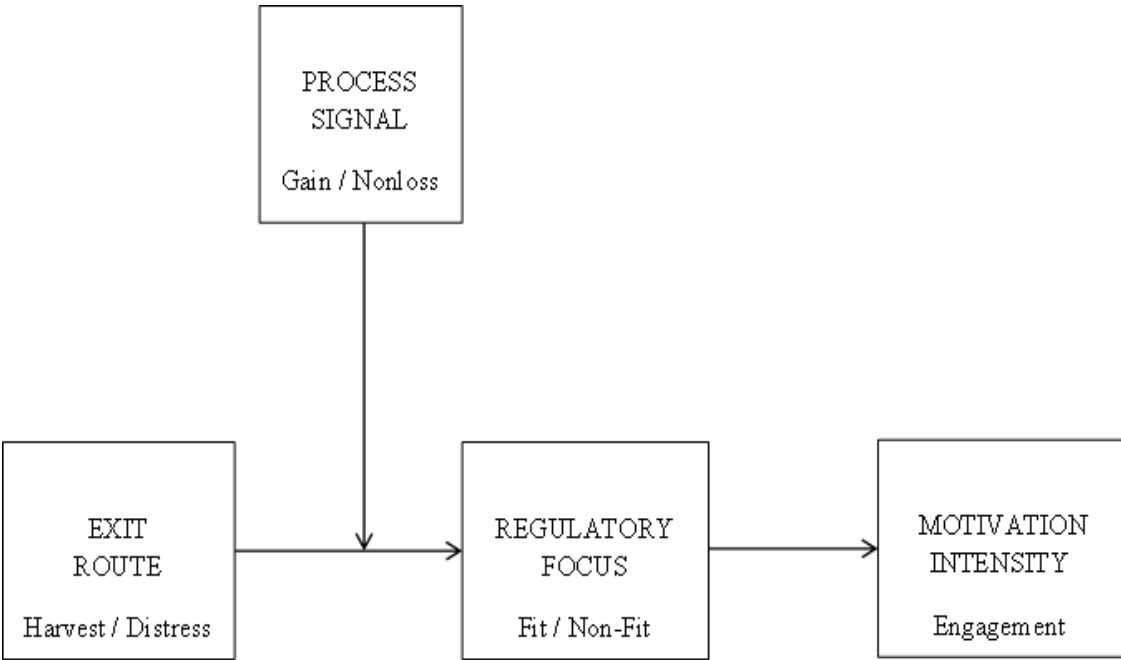 PROCESS
SIGNAL
Gain / Nonloss
EXIT
ROUTE
Harvest / Distress
REGULATORY
FOCUS
Fit / Non-Fit
MOTIVATION
INTENSITY
Engagement